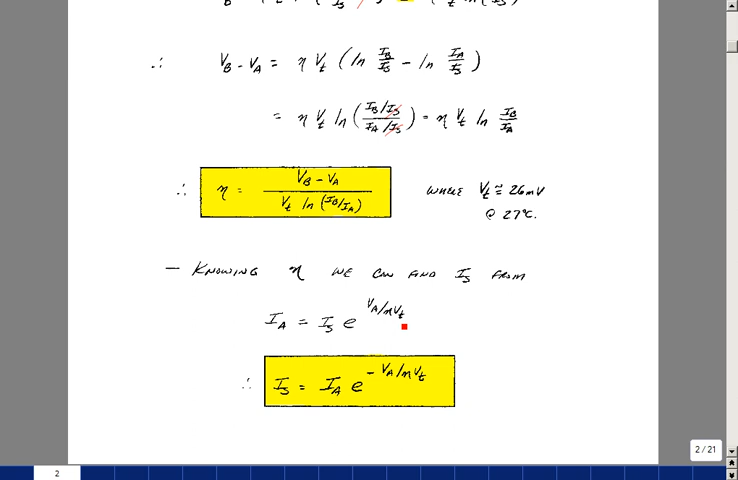 ∴ V_B - V_A = η V_t ( ln I_B/I_S - ln I_A/I_S )
= η V_t ln ( (I_B/I_S) / (I_A/I_S) ) = η V_t ln I_B/I_A
∴ η = (V_B - V_A) / (V_t ln (I_B/I_A)) WHERE V_t ≈ 26mV
@ 27°C.
— KNOWING η WE CAN FIND I_S FROM
I_A = I_S e^(V_A/ηV_t)
∴ I_S = I_A e^(-V_A/ηV_t)
2 / 21
2